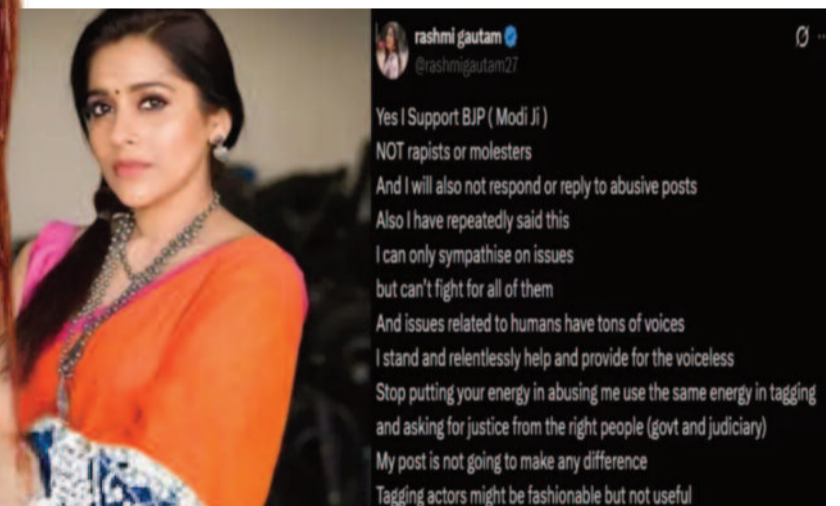 rashmi gautam
@rashmigautam27
Yes I Support BJP ( Modi Ji )
NOT rapists or molesters
And I will also not respond or reply to abusive posts
Also I have repeatedly said this
I can only sympathise on issues
but can't fight for all of them
And issues related to humans have tons of voices
I stand and relentlessly help and provide for the voiceless
Stop putting your energy in abusing me use the same energy in tagging
and asking for justice from the right people (govt and judiciary)
My post is not going to make any difference
Tagging actors might be fashionable but not useful